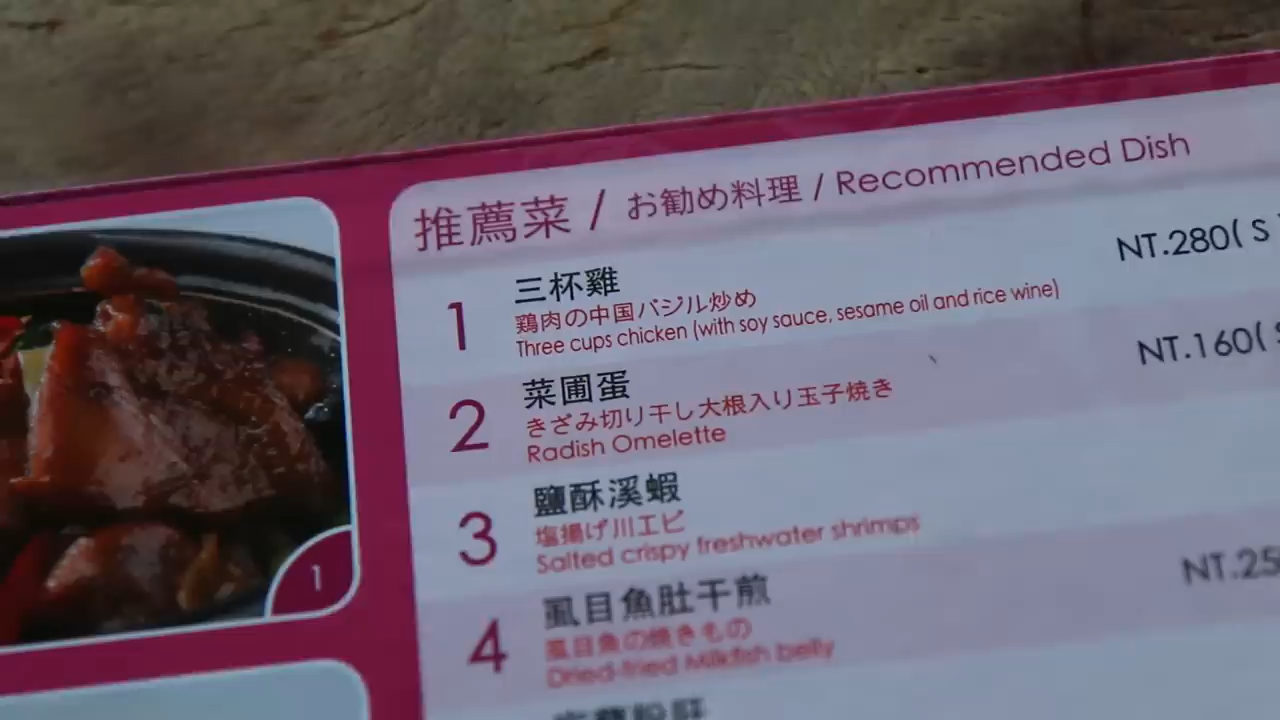 推薦菜 / お勧め料理 / Recommended Dish
1 三杯雞 NT.280( S
鶏肉の中国バジル炒め
Three cups chicken (with soy sauce, sesame oil and rice wine)
2 菜圃蛋 NT.160(
きざみ切り干し大根入り玉子焼き
Radish Omelette
3 鹽酥溪蝦
塩揚げ川エビ
Salted crispy freshwater shrimps
4 虱目魚肚干煎 NT.25
虱目魚の焼きもの
Dried-fried Milkfish belly
1